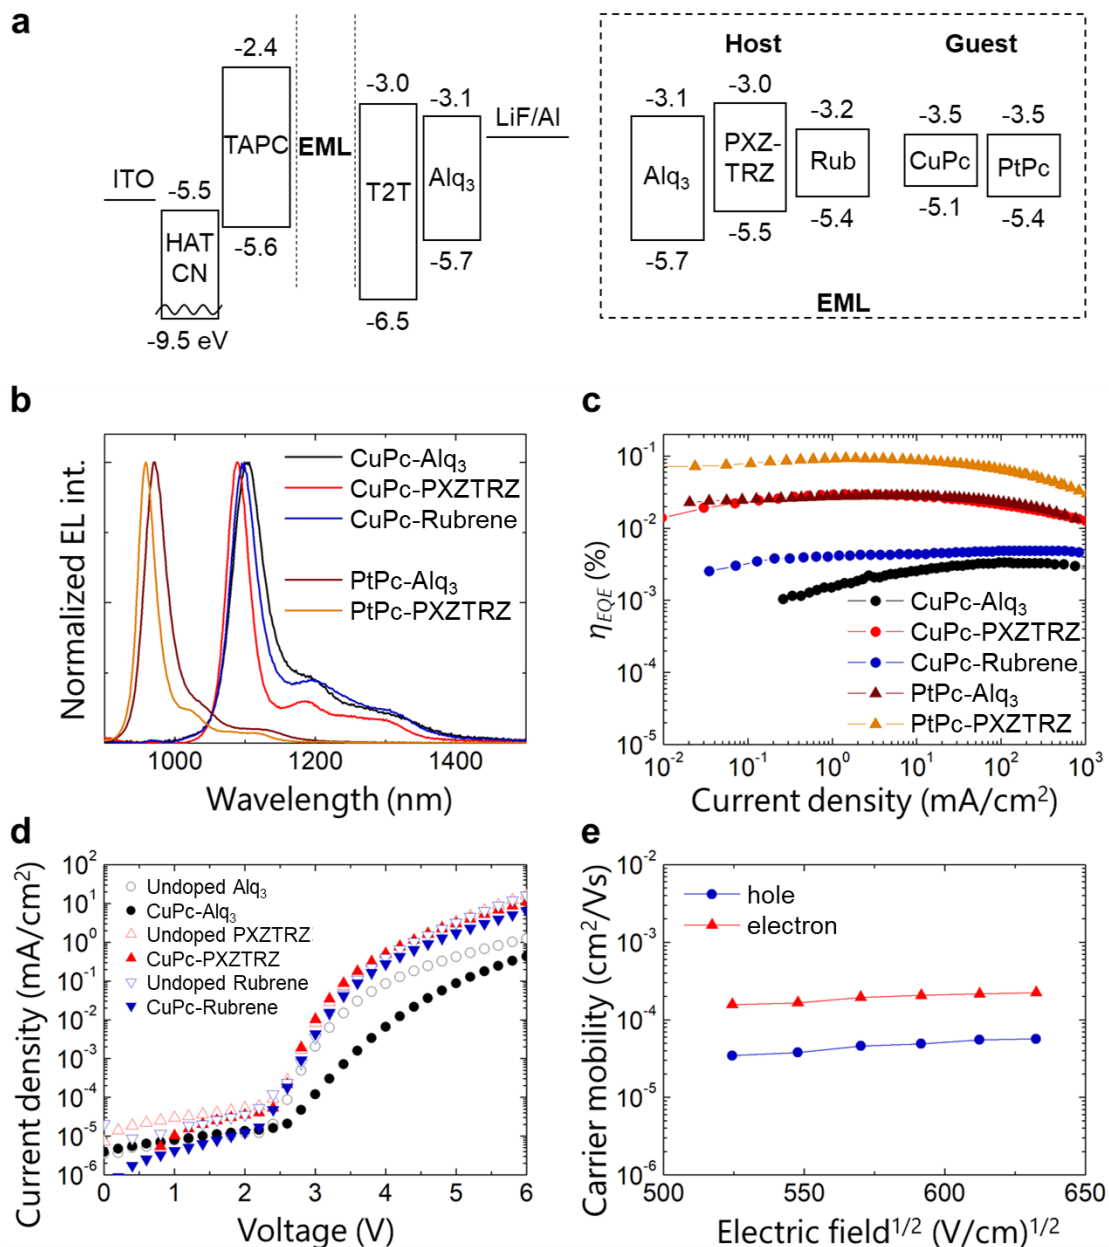 a
-2.4
-3.0
-3.1
LiF/Al
TAPC
EML
ITO
-5.5
T2T
Alq₃
HAT
CN
-5.6
-5.7
-6.5
-9.5 eV
Host
Guest
-3.1
-3.0
-3.2
-3.5
-3.5
Alq₃
PXZ-
TRZ
Rub
CuPc
PtPc
-5.7
-5.5
-5.4
-5.1
-5.4
EML
b
Normalized EL int.
CuPc-Alq₃
CuPc-PXZTRZ
CuPc-Rubrene
PtPc-Alq₃
PtPc-PXZTRZ
1000 1200 1400
Wavelength (nm)
c
η_EQE (%)
10⁻¹
10⁻²
10⁻³
10⁻⁴
10⁻⁵
CuPc-Alq₃
CuPc-PXZTRZ
CuPc-Rubrene
PtPc-Alq₃
PtPc-PXZTRZ
10⁻² 10⁻¹ 10⁰ 10¹ 10² 10³
Current density (mA/cm²)
d
Current density (mA/cm²)
10²
10¹
10⁰
10⁻¹
10⁻²
10⁻³
10⁻⁴
10⁻⁵
10⁻⁶
Undoped Alq₃
CuPc-Alq₃
Undoped PXZTRZ
CuPc-PXZTRZ
Undoped Rubrene
CuPc-Rubrene
0 1 2 3 4 5 6
Voltage (V)
e
Carrier mobility (cm²/Vs)
10⁻²
10⁻³
10⁻⁴
10⁻⁵
10⁻⁶
hole
electron
500 550 600 650
Electric field¹/² (V/cm)¹/²